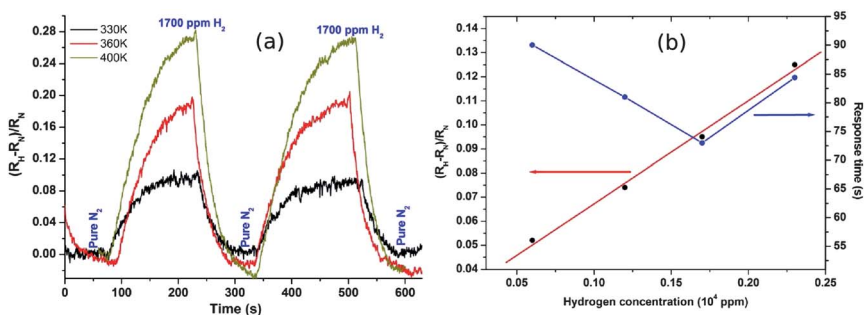 1700 ppm H2
(a)
1700 ppm H2
330K
360K
400K
0.28
0.24
0.20
0.16
0.12
0.08
0.04
0.00
(RH-RN)/RN
Pure N2
Pure N2
Pure N2
0 100 200 300 400 500 600
Time (s)
(b)
0.14
0.13
0.12
0.11
0.10
0.09
0.08
0.07
0.06
0.05
0.04
(RH-RN)/RN
95
90
85
80
75
70
65
60
55
Response time (s)
0.05 0.10 0.15 0.20 0.25
Hydrogen concentration (10^4 ppm)